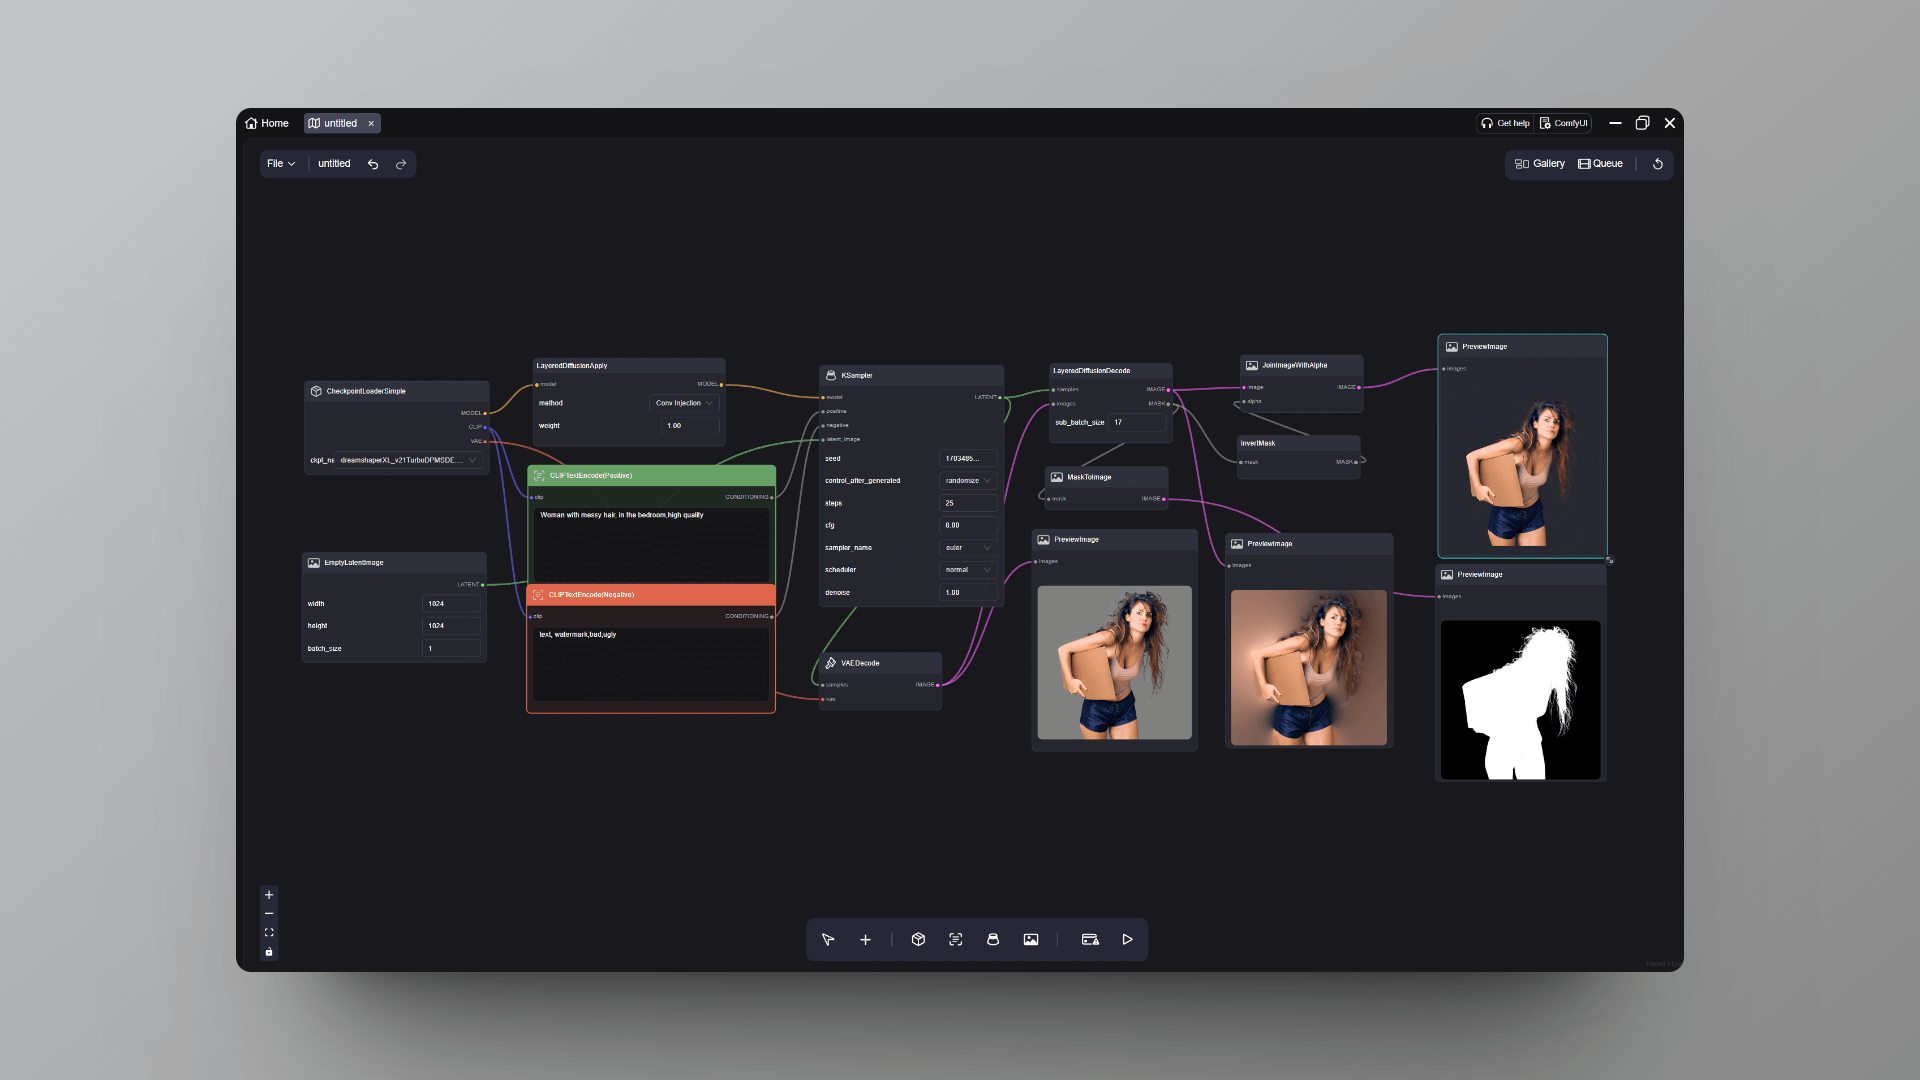 Home
untitled
Get help
ComfyUI
File
untitled
Gallery
Queue
CheckpointLoaderSimple
MODEL
CLIP
VAE
ckpt_na dreamshaperXL_v21TurboDPMSDE....
EmptyLatentImage
LATENT
width 1024
height 1024
batch_size 1
LayeredDiffusionApply
model MODEL
method Conv Injection
weight 1.00
CLIPTextEncode(Positive)
clip CONDITIONING
Woman with messy hair, in the bedroom,high quality
CLIPTextEncode(Negative)
clip CONDITIONING
text, watermark,bad,ugly
KSampler
model LATENT
positive
negative
latent_image
seed 1703485...
control_after_generated randomize
steps 25
cfg 8.00
sampler_name euler
scheduler normal
denoise 1.00
VAEDecode
samples IMAGE
vae
LayeredDiffusionDecode
samples IMAGE
images MASK
sub_batch_size 17
MaskToImage
mask IMAGE
PreviewImage
images
JoinImageWithAlpha
image IMAGE
alpha
InvertMask
mask MASK
PreviewImage
images
PreviewImage
images
PreviewImage
images
React Flow